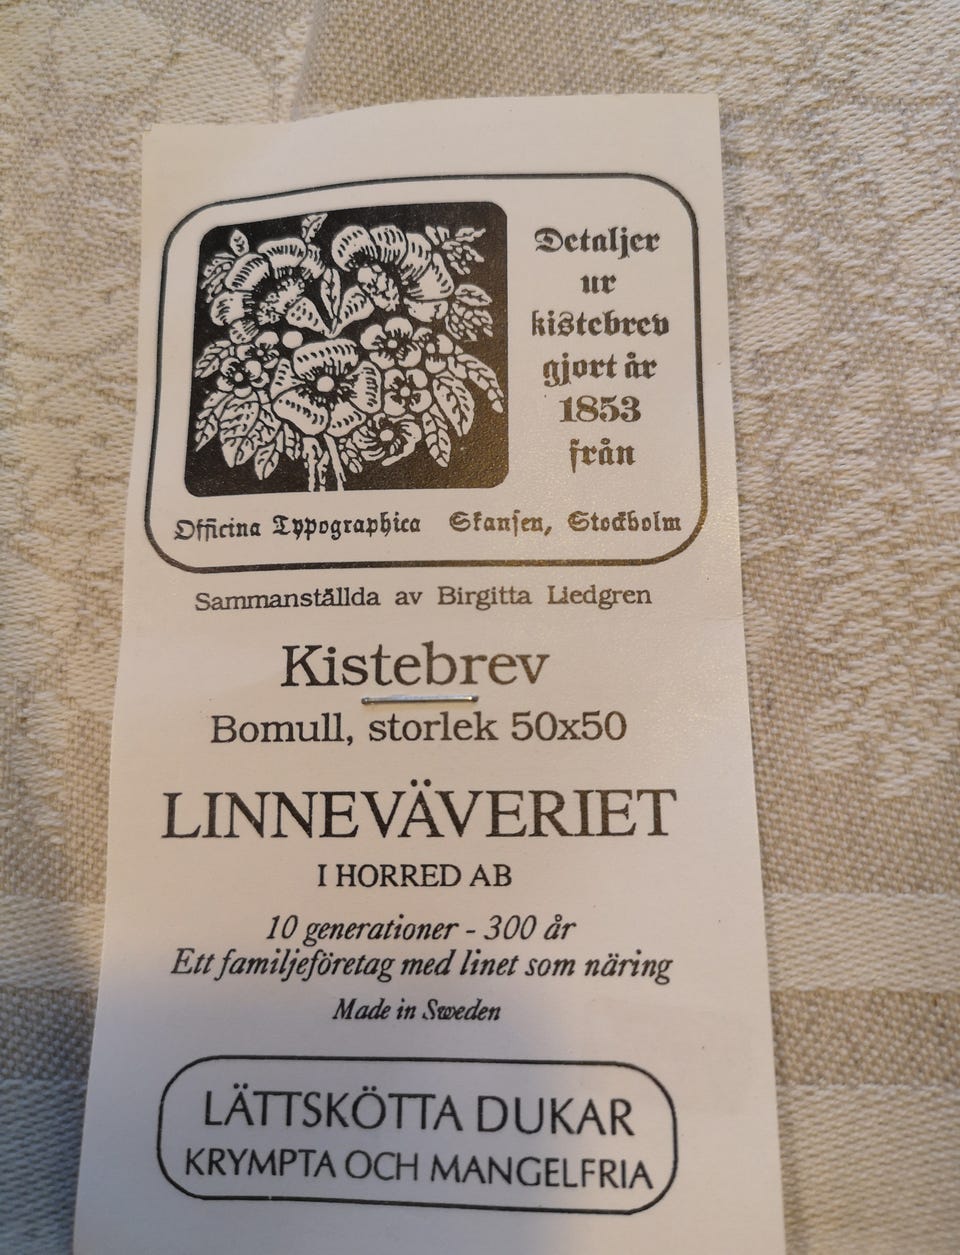 Detaljer
ur
kistebrev
gjort år
1853
från
Officina Typographica Skansen, Stockholm
Sammanställda av Birgitta Liedgren
Kistebrev
Bomull, storlek 50x50
LINNEVÄVERIET
I HORRED AB
10 generationer - 300 år
Ett familjeföretag med linet som näring
Made in Sweden
LÄTTSKÖTTA DUKAR
KRYMPTA OCH MANGELFRIA